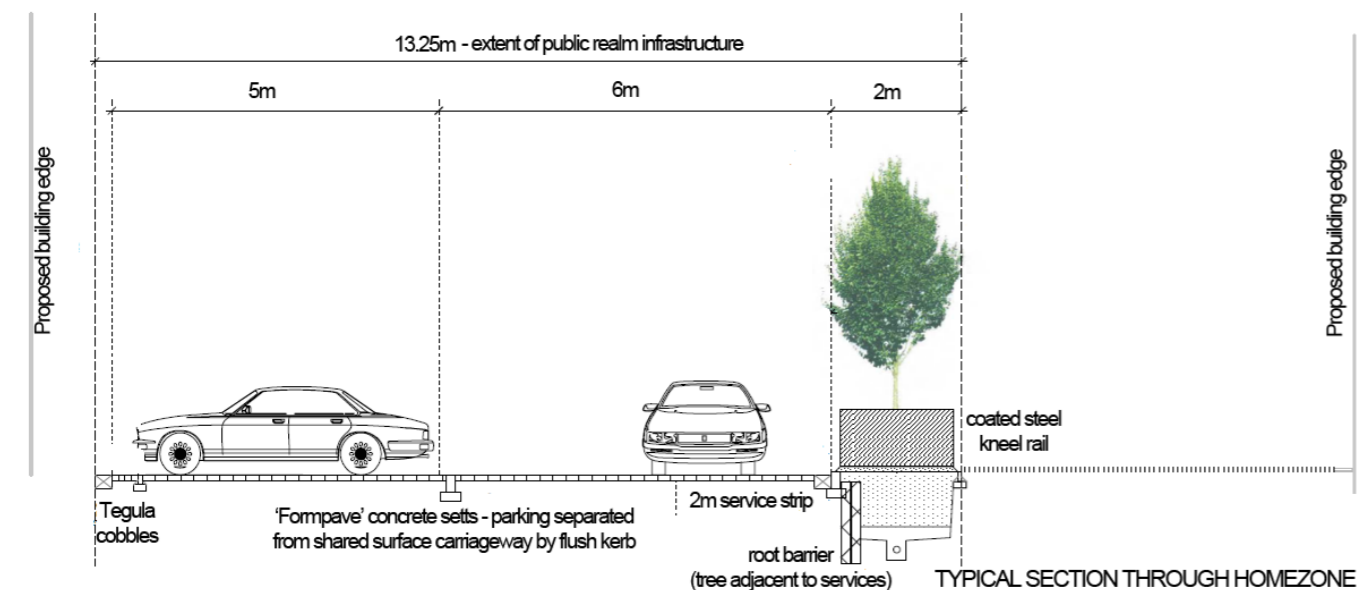 13.25m - extent of public realm infrastructure
5m
6m
2m
Proposed building edge
Proposed building edge
coated steel
kneel rail
Tegula
cobbles
'Formpave' concrete setts - parking separated
from shared surface carriageway by flush kerb
2m service strip
root barrier
(tree adjacent to services)
TYPICAL SECTION THROUGH HOMEZONE